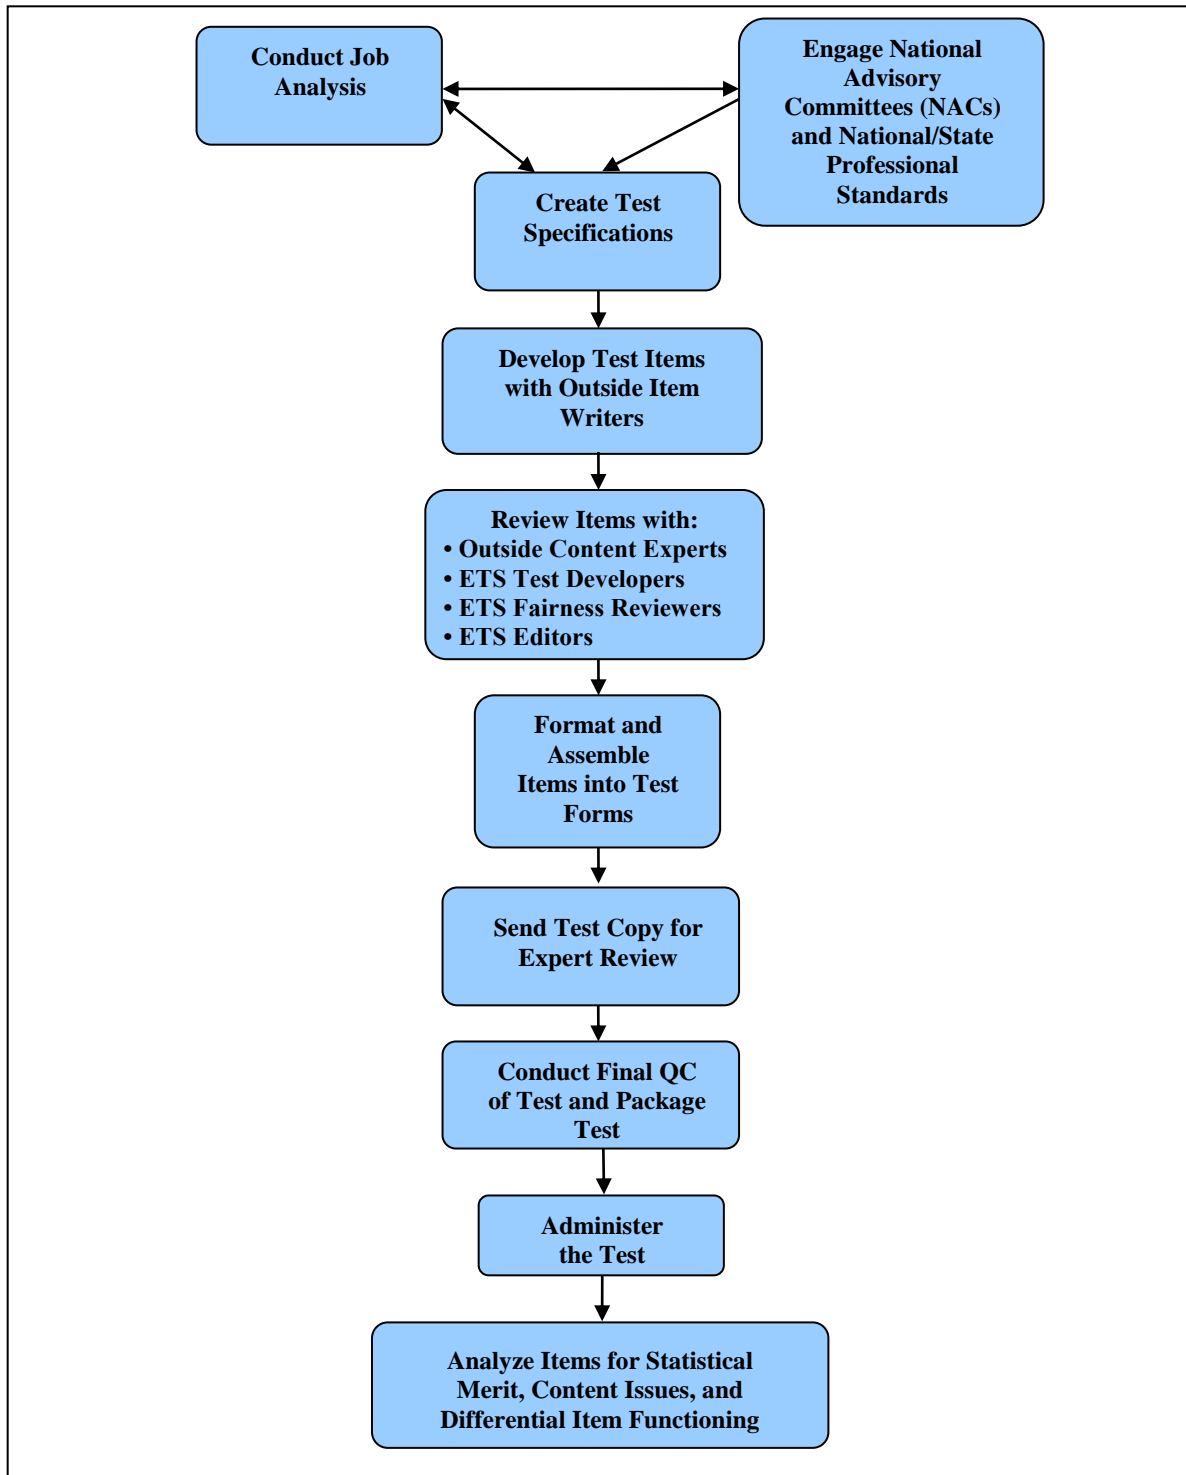 Conduct Job
Analysis
Engage National
Advisory
Committees (NACs)
and National/State
Professional
Standards
Create Test
Specifications
Develop Test Items
with Outside Item
Writers
Review Items with:
• Outside Content Experts
• ETS Test Developers
• ETS Fairness Reviewers
• ETS Editors
Format and
Assemble
Items into Test
Forms
Send Test Copy for
Expert Review
Conduct Final QC
of Test and Package
Test
Administer
the Test
Analyze Items for Statistical
Merit, Content Issues, and
Differential Item Functioning